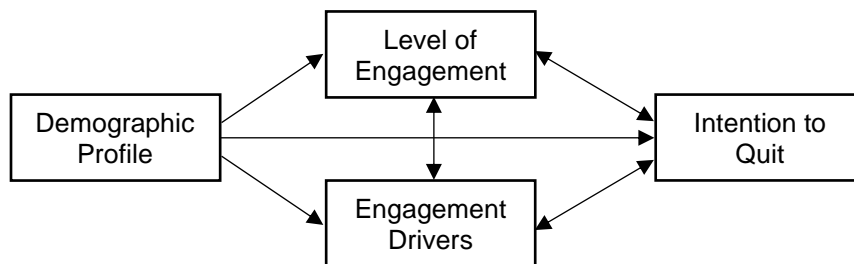 Level of
Engagement
Demographic
Profile
Intention to
Quit
Engagement
Drivers